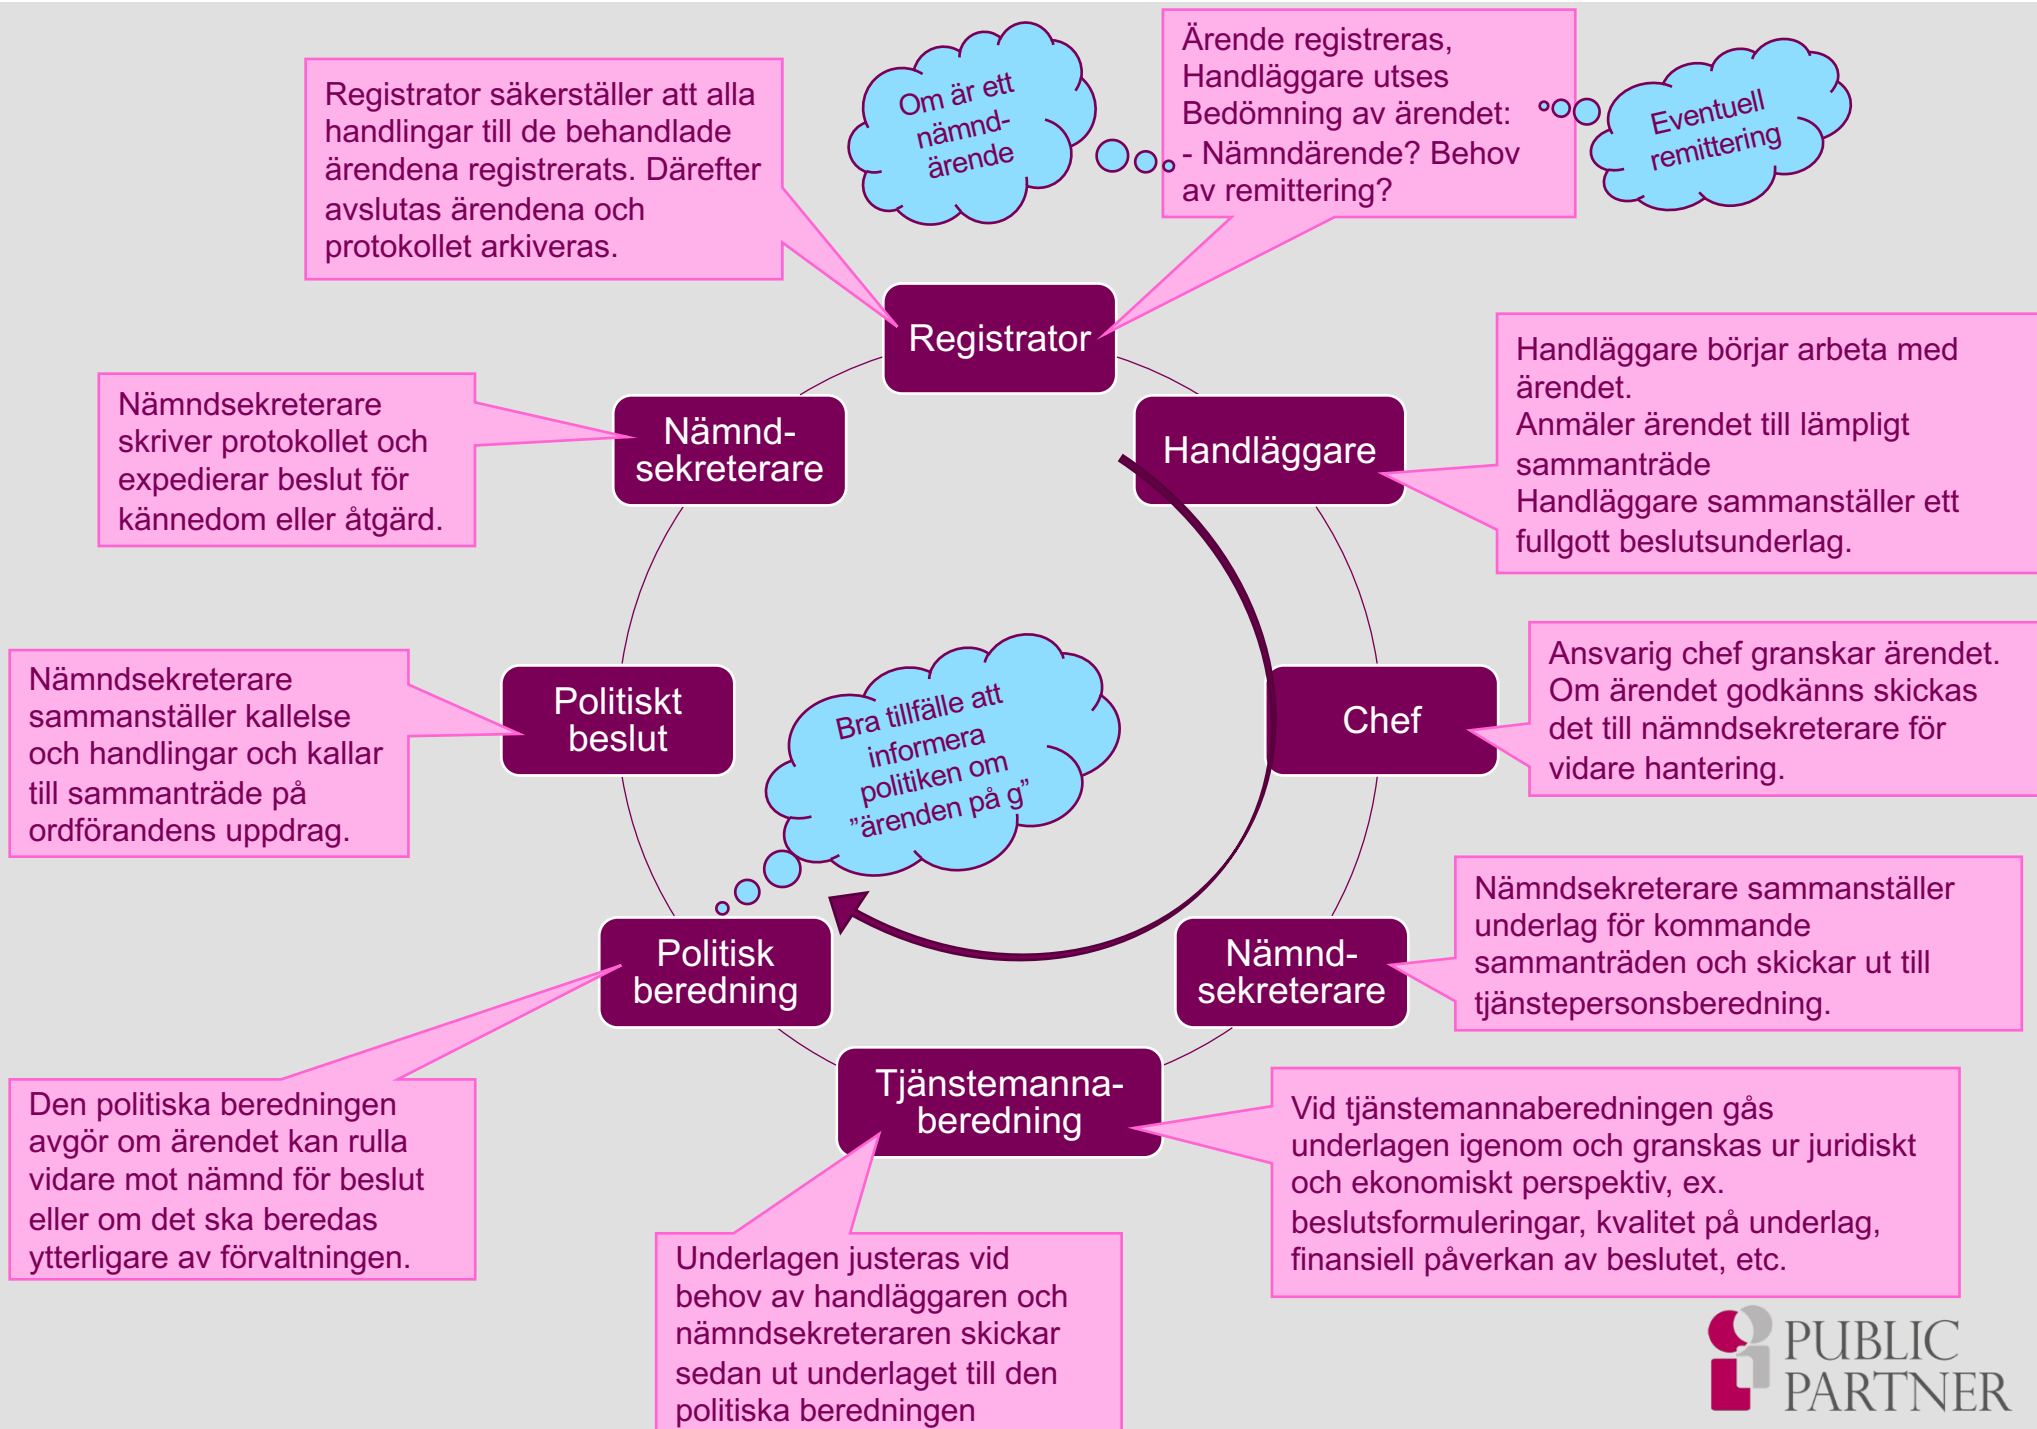 Registrator säkerställer att alla
handlingar till de behandlade
ärendena registrerats. Därefter
avslutas ärendena och
protokollet arkiveras.
Om är ett
nämnd-
ärende
Ärende registreras,
Handläggare utses
Bedömning av ärendet:
- Nämndärende? Behov
av remittering?
Eventuell
remittering
Registrator
Handläggare
Handläggare börjar arbeta med
ärendet.
Anmäler ärendet till lämpligt
sammanträde
Handläggare sammanställer ett
fullgott beslutsunderlag.
Nämndsekreterare
skriver protokollet och
expedierar beslut för
kännedom eller åtgärd.
Nämnd-
sekreterare
Chef
Ansvarig chef granskar ärendet.
Om ärendet godkänns skickas
det till nämndsekreterare för
vidare hantering.
Nämndsekreterare
sammanställer kallelse
och handlingar och kallar
till sammanträde på
ordförandens uppdrag.
Politiskt
beslut
Bra tillfälle att
informera
politiken om
”ärenden på g”
Nämnd-
sekreterare
Nämndsekreterare sammanställer
underlag för kommande
sammanträden och skickar ut till
tjänstepersonsberedning.
Politisk
beredning
Den politiska beredningen
avgör om ärendet kan rulla
vidare mot nämnd för beslut
eller om det ska beredas
ytterligare av förvaltningen.
Tjänstemanna-
beredning
Vid tjänstemannaberedningen gås
underlagen igenom och granskas ur juridiskt
och ekonomiskt perspektiv, ex.
beslutsformuleringar, kvalitet på underlag,
finansiell påverkan av beslutet, etc.
Underlagen justeras vid
behov av handläggaren och
nämndsekreteraren skickar
sedan ut underlaget till den
politiska beredningen
PUBLIC
PARTNER